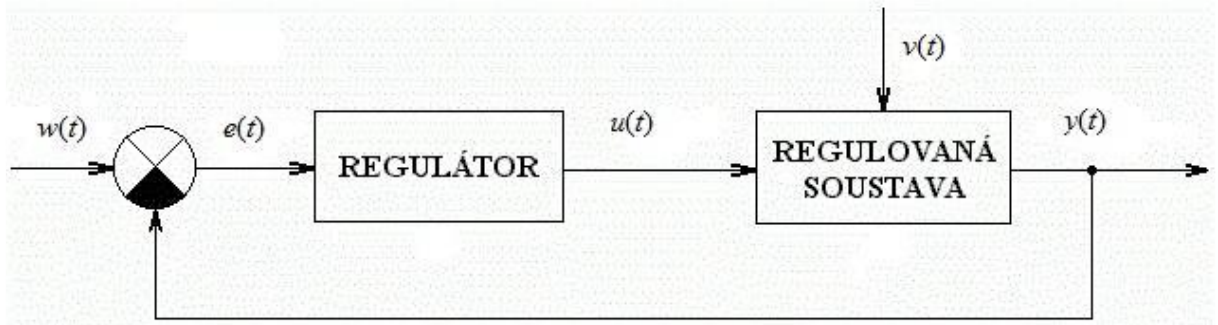 v(t)
w(t)
e(t)
u(t)
y(t)
REGULÁTOR
REGULOVANÁ
SOUSTAVA